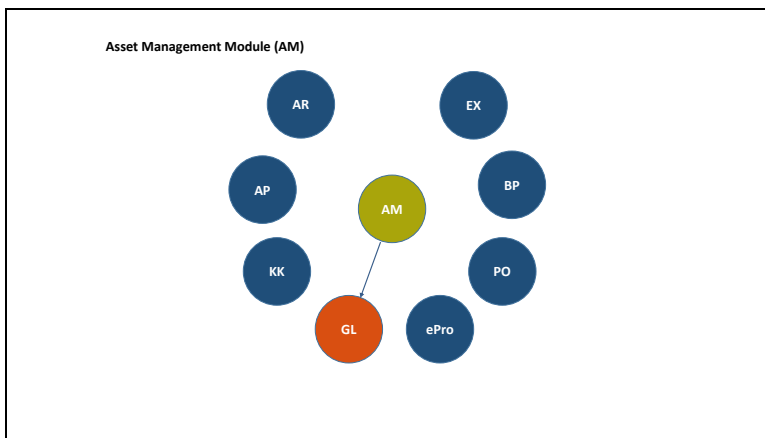 Asset Management Module (AM)
AR
EX
AP
BP
AM
KK
PO
GL
ePro